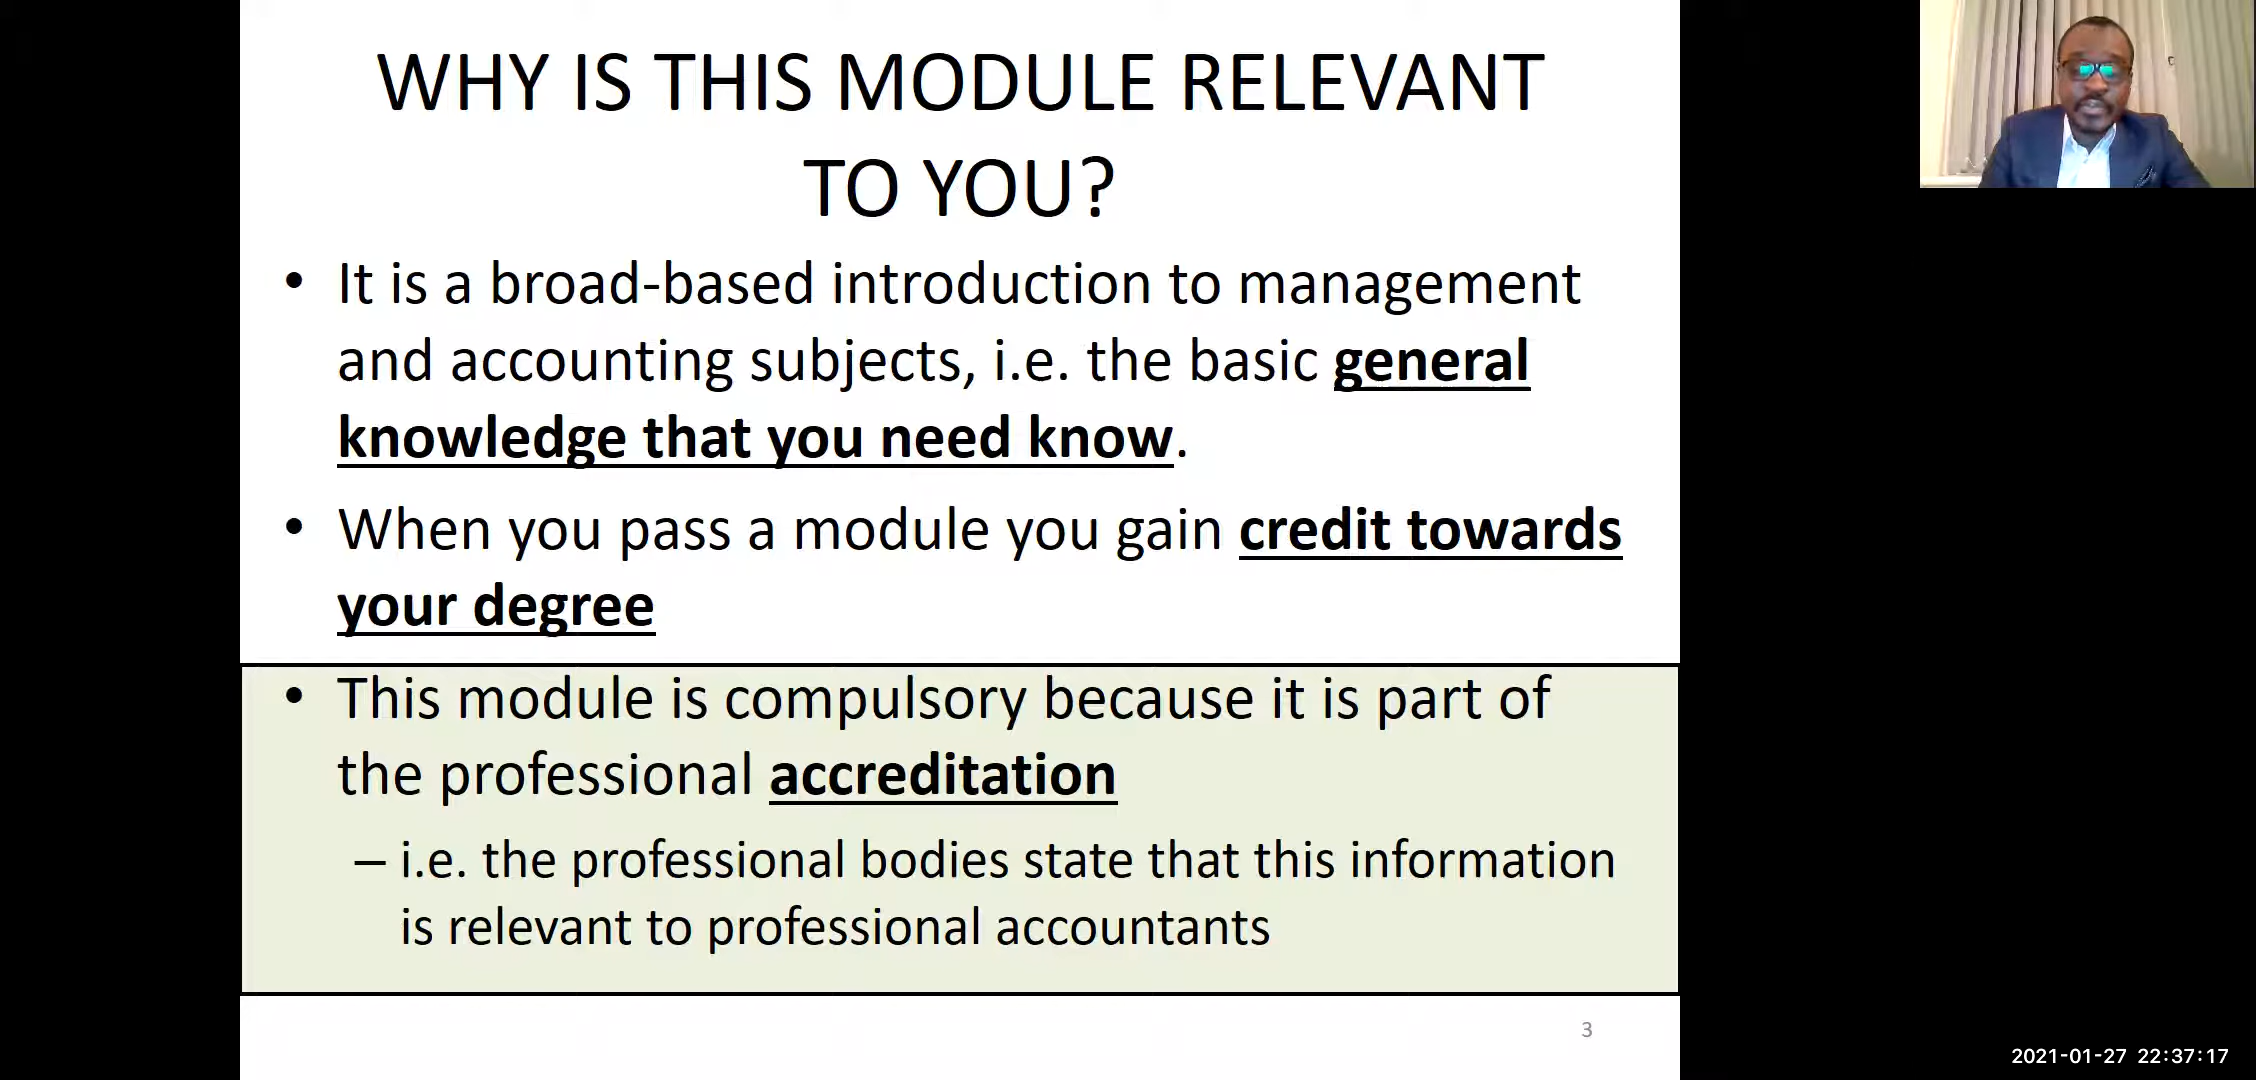 WHY IS THIS MODULE RELEVANT
TO YOU?
• It is a broad-based introduction to management
and accounting subjects, i.e. the basic general
knowledge that you need know.
• When you pass a module you gain credit towards
your degree
• This module is compulsory because it is part of
the professional accreditation
– i.e. the professional bodies state that this information
is relevant to professional accountants
3
2021-01-27 22:37:17